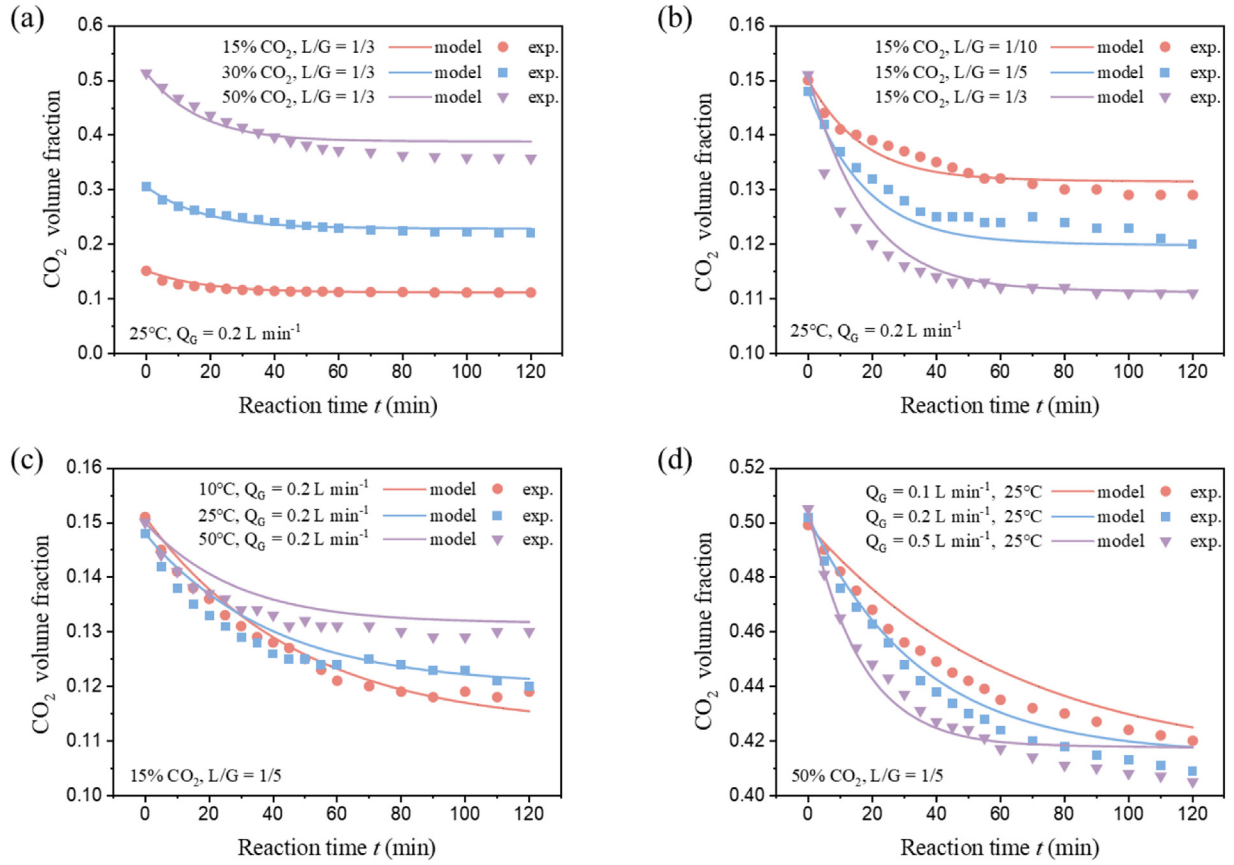 (a)
0.6
0.5
0.4
0.3
0.2
0.1
0.0
CO₂ volume fraction
15% CO₂, L/G = 1/3 model exp.
30% CO₂, L/G = 1/3 model exp.
50% CO₂, L/G = 1/3 model exp.
25°C, Q_G = 0.2 L min⁻¹
0 20 40 60 80 100 120
Reaction time t (min)
(b)
0.16
0.15
0.14
0.13
0.12
0.11
0.10
CO₂ volume fraction
15% CO₂, L/G = 1/10 model exp.
15% CO₂, L/G = 1/5 model exp.
15% CO₂, L/G = 1/3 model exp.
25°C, Q_G = 0.2 L min⁻¹
0 20 40 60 80 100 120
Reaction time t (min)
(c)
0.16
0.15
0.14
0.13
0.12
0.11
0.10
CO₂ volume fraction
10°C, Q_G = 0.2 L min⁻¹ model exp.
25°C, Q_G = 0.2 L min⁻¹ model exp.
50°C, Q_G = 0.2 L min⁻¹ model exp.
15% CO₂, L/G = 1/5
0 20 40 60 80 100 120
Reaction time t (min)
(d)
0.52
0.50
0.48
0.46
0.44
0.42
0.40
CO₂ volume fraction
Q_G = 0.1 L min⁻¹, 25°C model exp.
Q_G = 0.2 L min⁻¹, 25°C model exp.
Q_G = 0.5 L min⁻¹, 25°C model exp.
50% CO₂, L/G = 1/5
0 20 40 60 80 100 120
Reaction time t (min)